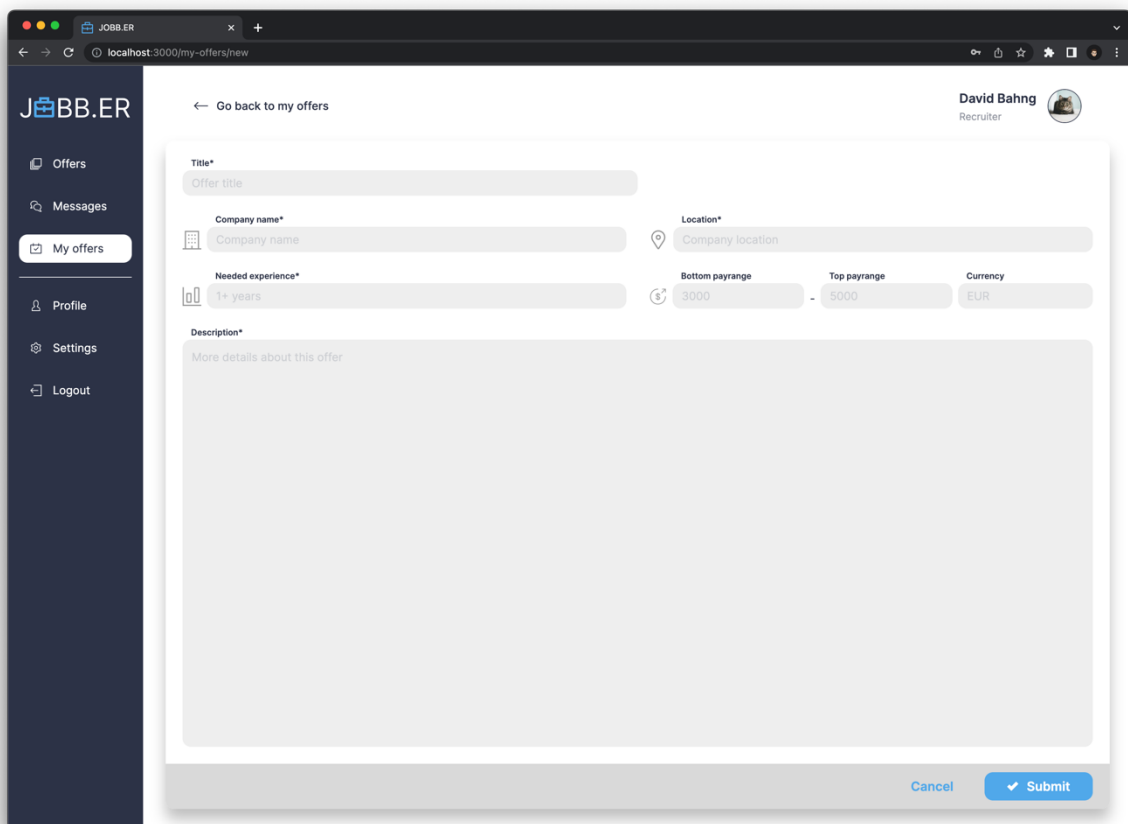 JOBB.ER
localhost:3000/my-offers/new
JOBB.ER
Go back to my offers
David Bahng
Recruiter
Offers
Messages
My offers
Profile
Settings
Logout
Title*
Offer title
Company name*
Location*
Company name
Company location
Needed experience*
Bottom payrange
Top payrange
Currency
1+ years
3000
-
5000
EUR
Description*
More details about this offer
Cancel
Submit